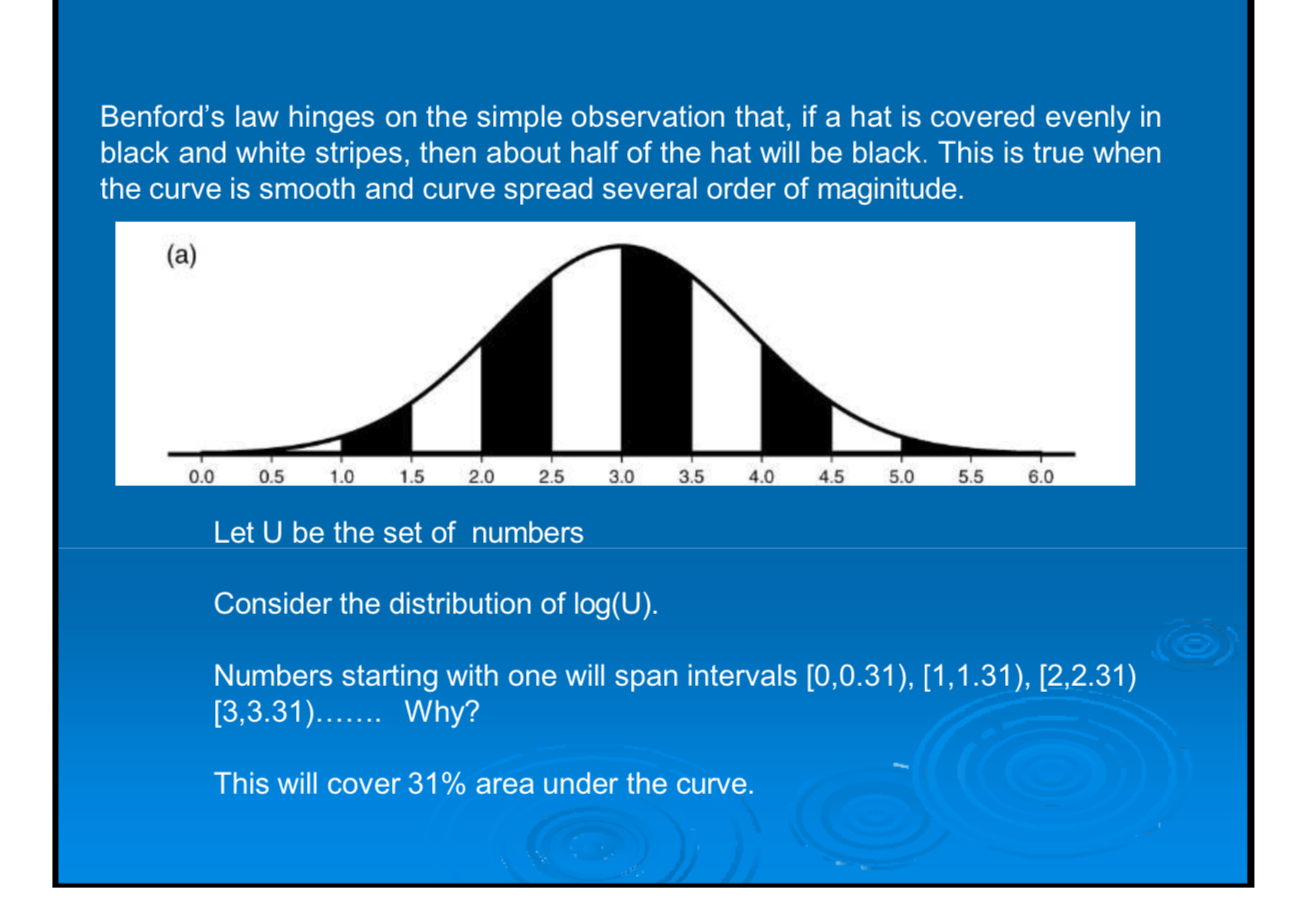 Benford’s law hinges on the simple observation that, if a hat is covered evenly in
black and white stripes, then about half of the hat will be black. This is true when
the curve is smooth and curve spread several order of maginitude.
(a)
0.0 0.5 1.0 1.5 2.0 2.5 3.0 3.5 4.0 4.5 5.0 5.5 6.0
Let U be the set of numbers
Consider the distribution of log(U).
Numbers starting with one will span intervals [0,0.31), [1,1.31), [2,2.31)
[3,3.31)……. Why?
This will cover 31% area under the curve.